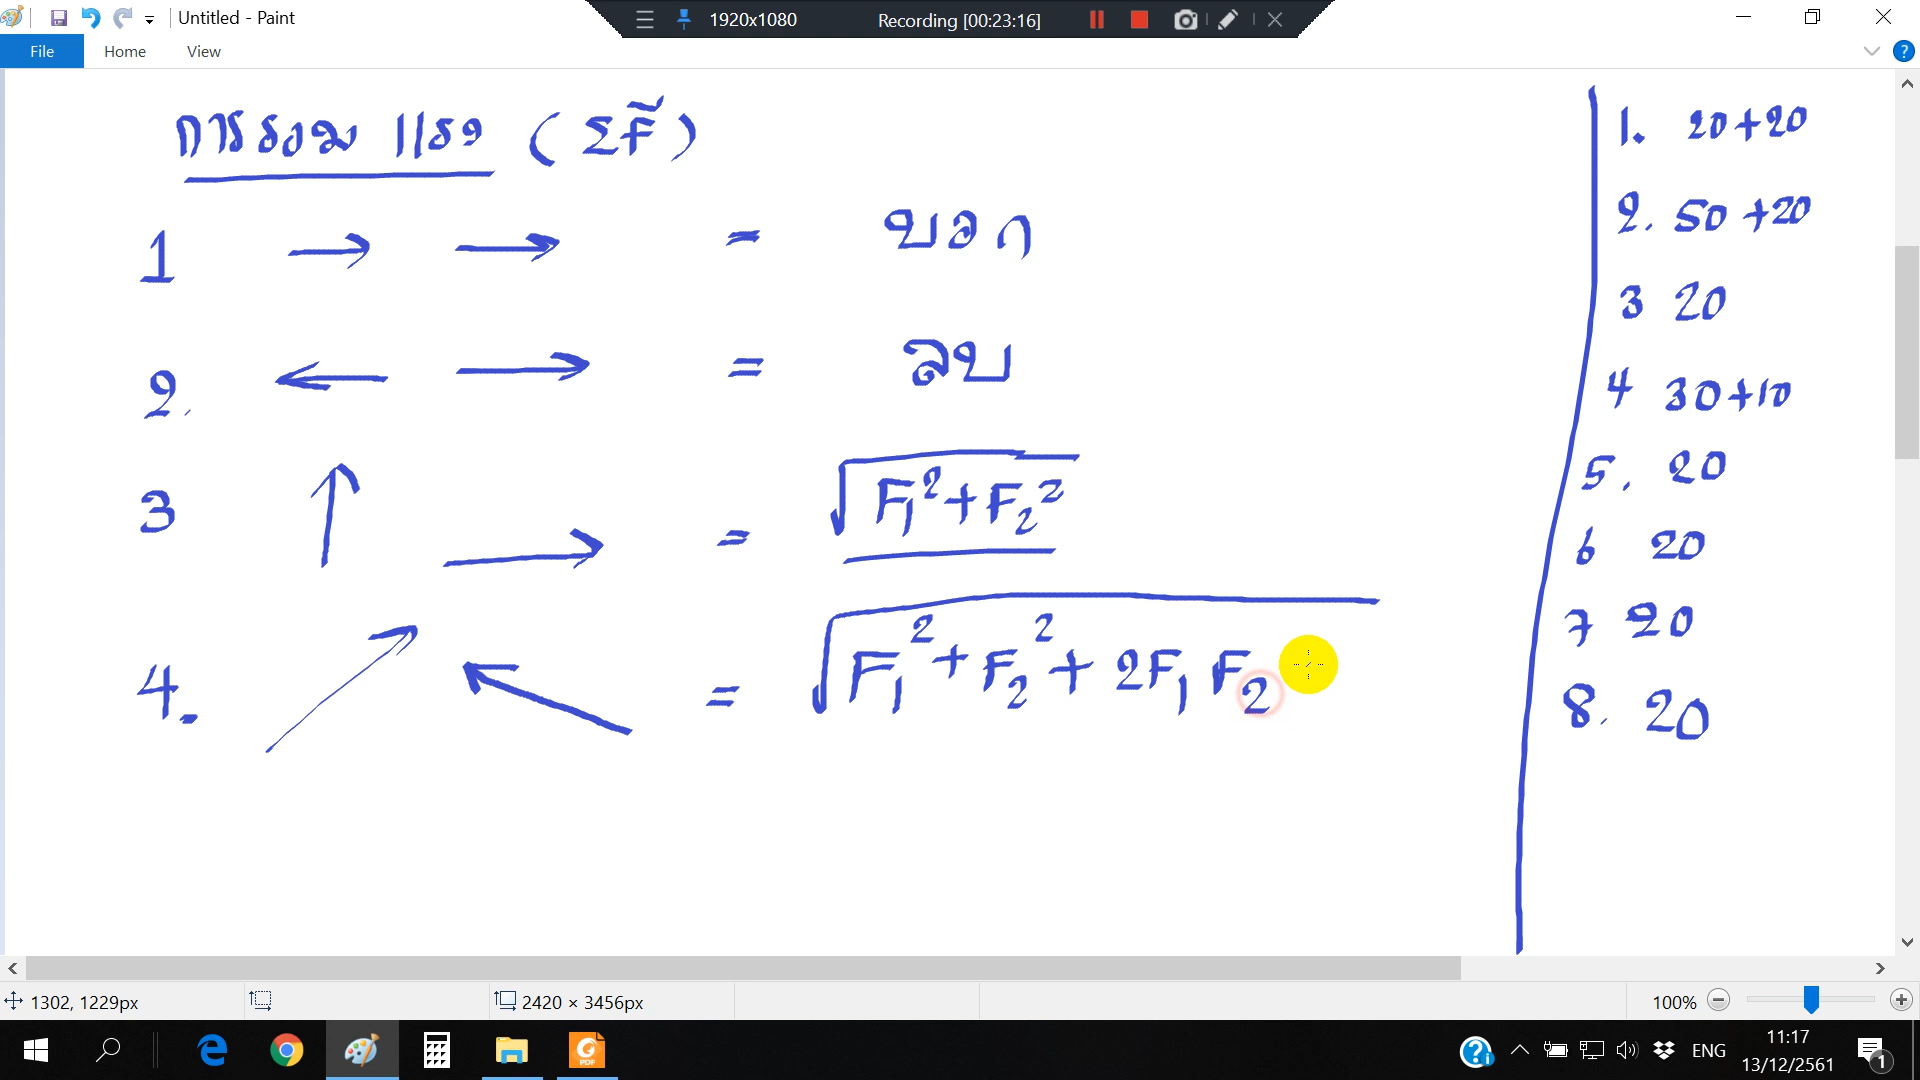 Untitled - Paint
1920x1080
Recording [00:23:16]
File
Home
View
การรวม แรง ( ΣF̃ )
1 → → = บวก
2. ← → = ลบ
3 ↑ → = √F₁²+F₂²
4. ↗ ↖ = √F₁²+F₂²+2F₁F₂
1. 20+20
2. 50+20
3 20
4 30+10
5. 20
6 20
7 20
8. 20
1302, 1229px
2420 × 3456px
100%
PDF
ENG
11:17
13/12/2561
1